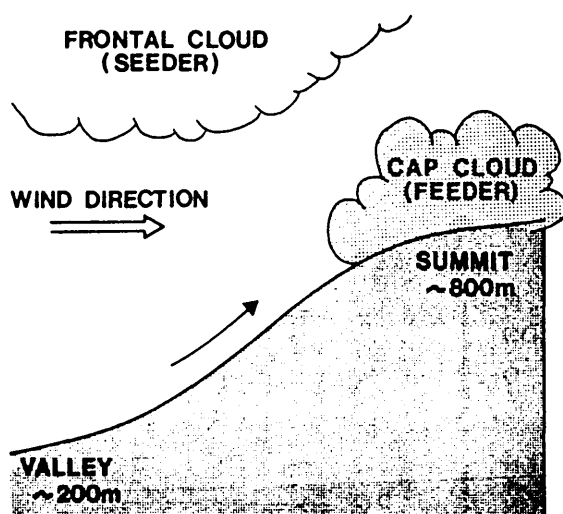 FRONTAL CLOUD
(SEEDER)
CAP CLOUD
(FEEDER)
WIND DIRECTION
SUMMIT
~800m
VALLEY
~200m